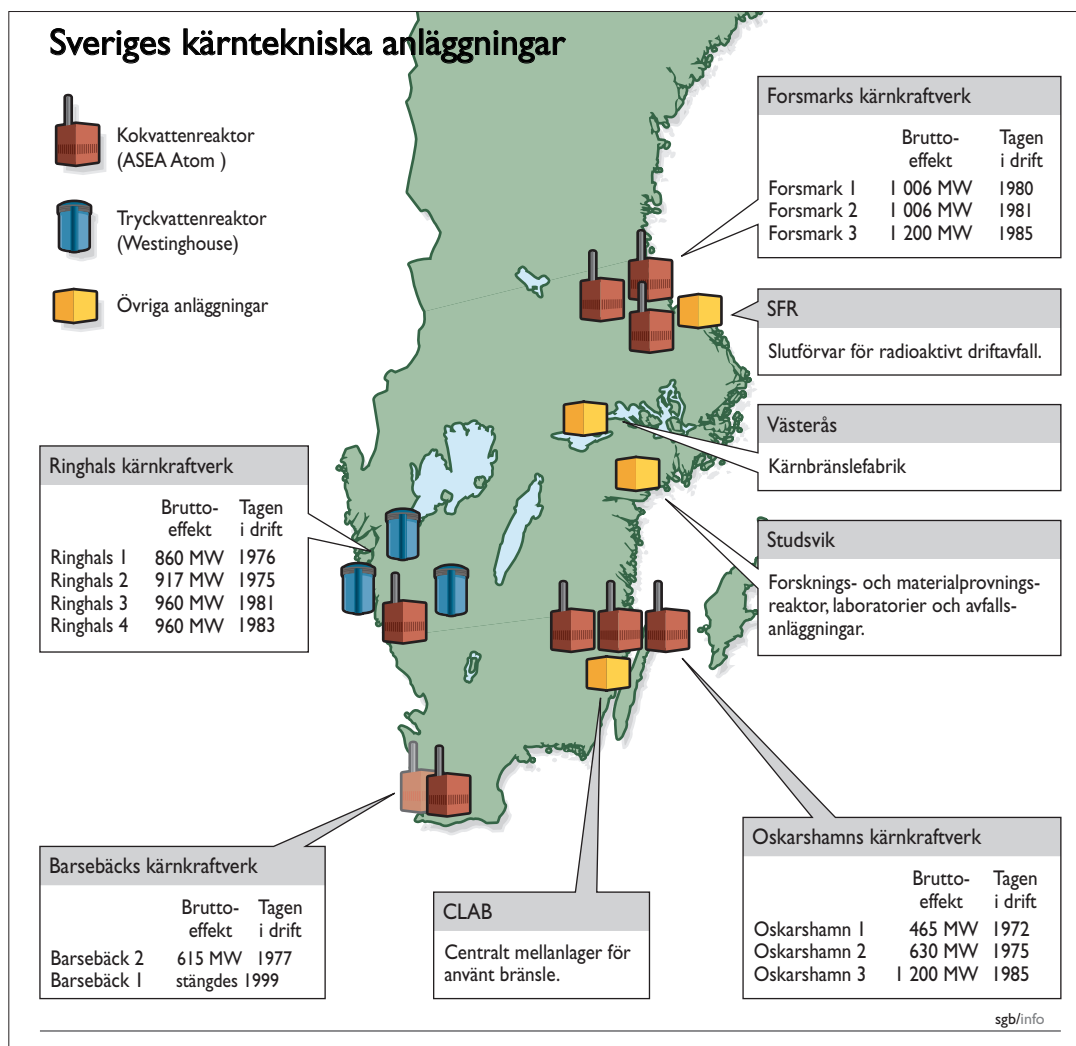 Sveriges kärntekniska anläggningar
Kokvattenreaktor
(ASEA Atom )
Tryckvattenreaktor
(Westinghouse)
Övriga anläggningar
Forsmarks kärnkraftverk
Brutto- Tagen
effekt i drift
Forsmark 1 1 006 MW 1980
Forsmark 2 1 006 MW 1981
Forsmark 3 1 200 MW 1985
SFR
Slutförvar för radioaktivt driftavfall.
Västerås
Kärnbränslefabrik
Ringhals kärnkraftverk
Brutto- Tagen
effekt i drift
Ringhals 1 860 MW 1976
Ringhals 2 917 MW 1975
Ringhals 3 960 MW 1981
Ringhals 4 960 MW 1983
Studsvik
Forsknings- och materialprovnings-
reaktor, laboratorier och avfalls-
anläggningar.
Barsebäcks kärnkraftverk
Brutto- Tagen
effekt i drift
Barsebäck 2 615 MW 1977
Barsebäck 1 stängdes 1999
CLAB
Centralt mellanlager för
använt bränsle.
Oskarshamns kärnkraftverk
Brutto- Tagen
effekt i drift
Oskarshamn 1 465 MW 1972
Oskarshamn 2 630 MW 1975
Oskarshamn 3 1 200 MW 1985
sgb/info